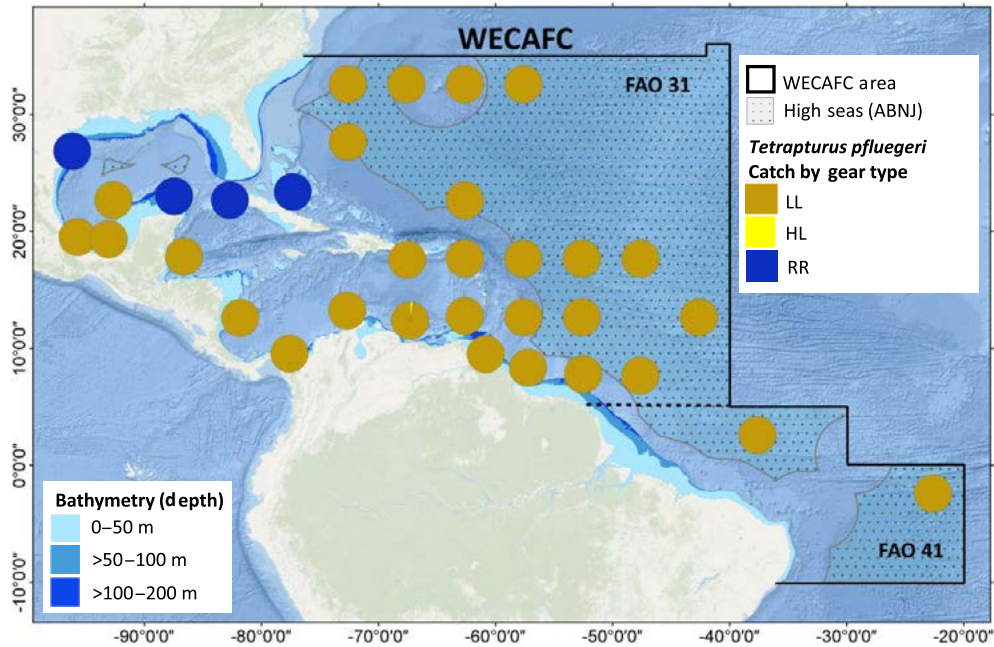 WECAFC
FAO 31
WECAFC area
High seas (ABNJ)
Tetrapturus pfluegeri
Catch by gear type
LL
HL
RR
FAO 41
Bathymetry (depth)
0–50 m
>50–100 m
>100–200 m
30°0'0"
20°0'0"
10°0'0"
0°0'0"
-10°0'0"
-90°0'0"
-80°0'0"
-70°0'0"
-60°0'0"
-50°0'0"
-40°0'0"
-30°0'0"
-20°0'0"